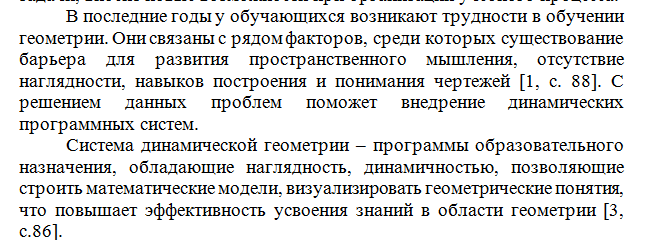 В последние годы у обучающихся возникают трудности в обучении
геометрии. Они связаны с рядом факторов, среди которых существование
барьера для развития пространственного мышления, отсутствие
наглядности, навыков построения и понимания чертежей [1, с. 88]. С
решением данных проблем поможет внедрение динамических
программных систем.
Система динамической геометрии – программы образовательного
назначения, обладающие наглядность, динамичностью, позволяющие
строить математические модели, визуализировать геометрические понятия,
что повышает эффективность усвоения знаний в области геометрии [3,
с.86].